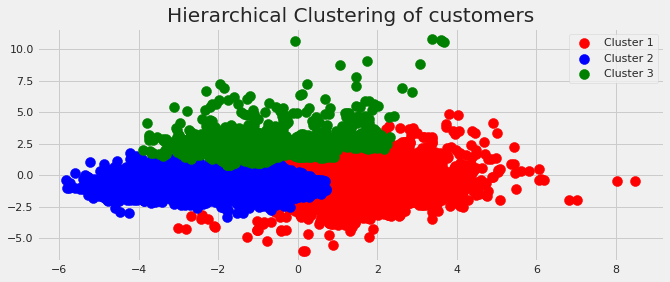 Hierarchical Clustering of customers
Cluster 1
Cluster 2
Cluster 3
10.0
7.5
5.0
2.5
0.0
−2.5
−5.0
−6 −4 −2 0 2 4 6 8